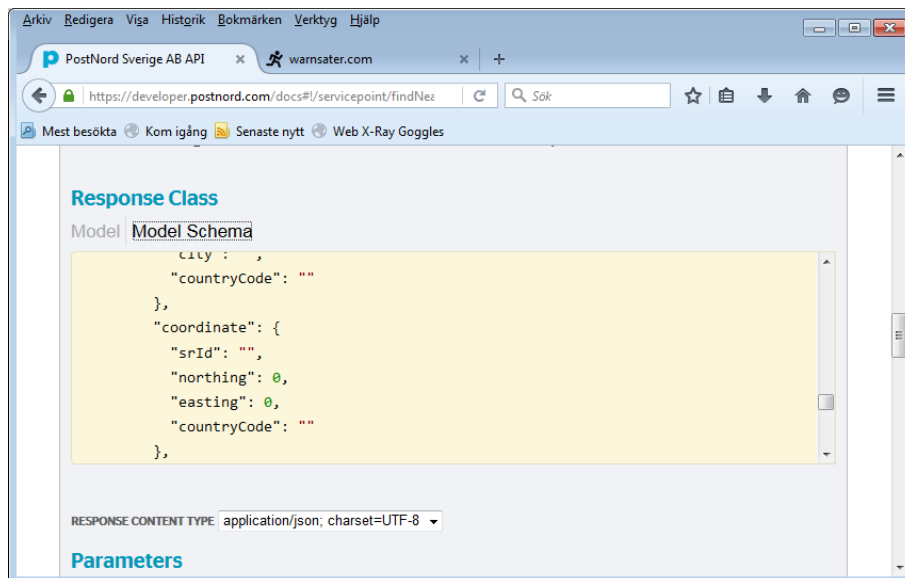 Arkiv Redigera Visa Historik Bokmärken Verktyg Hjälp
PostNord Sverige AB API × warnsater.com × +
https://developer.postnord.com/docs#!/servicepoint/findNea Sök
Mest besökta Kom igång Senaste nytt Web X-Ray Goggles
Response Class
Model Model Schema
"city": "",
"countryCode": ""
},
"coordinate": {
"srId": "",
"northing": 0,
"easting": 0,
"countryCode": ""
},
RESPONSE CONTENT TYPE application/json; charset=UTF-8
Parameters